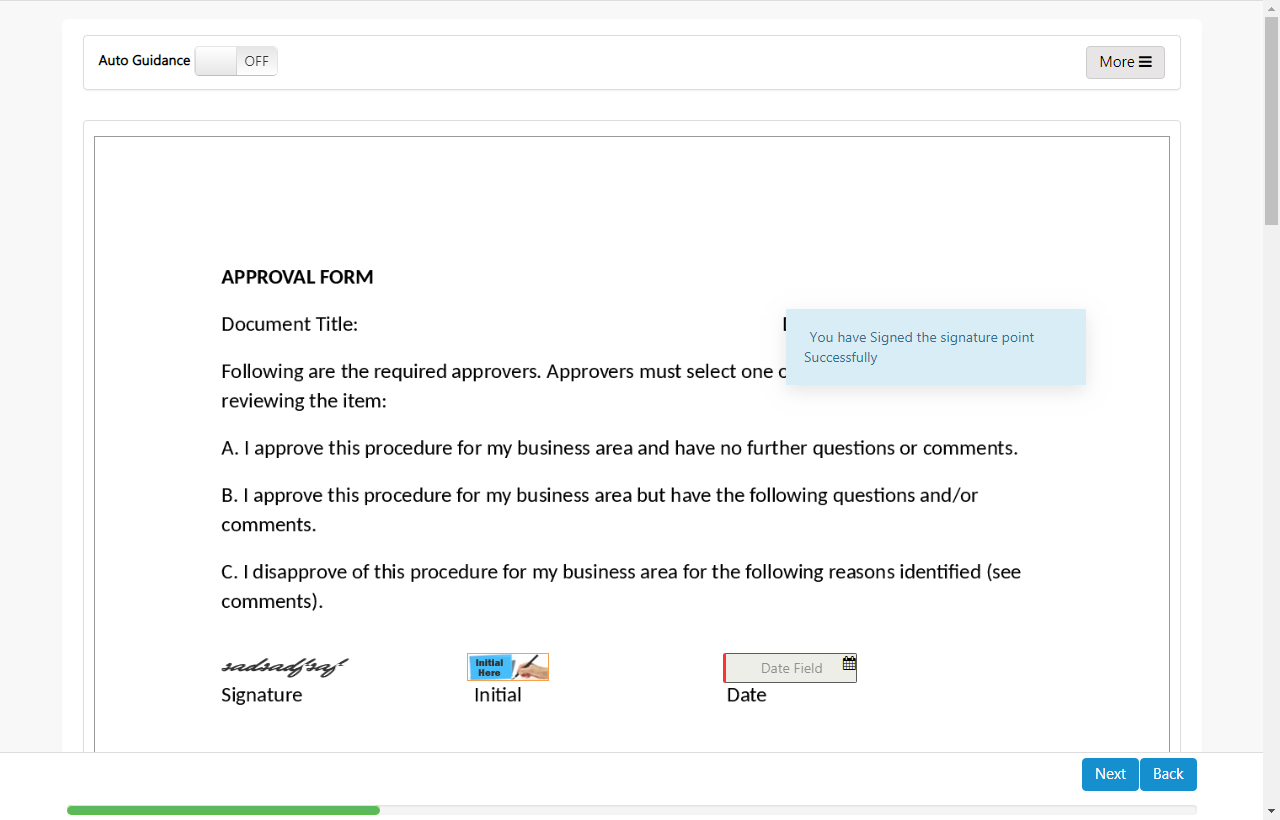 Auto Guidance OFF More
APPROVAL FORM
Document Title:
You have Signed the signature point
Successfully
Following are the required approvers. Approvers must select one
reviewing the item:
A. I approve this procedure for my business area and have no further questions or comments.
B. I approve this procedure for my business area but have the following questions and/or
comments.
C. I disapprove of this procedure for my business area for the following reasons identified (see
comments).
Initial
Here
Date Field
Signature Initial Date
Next Back